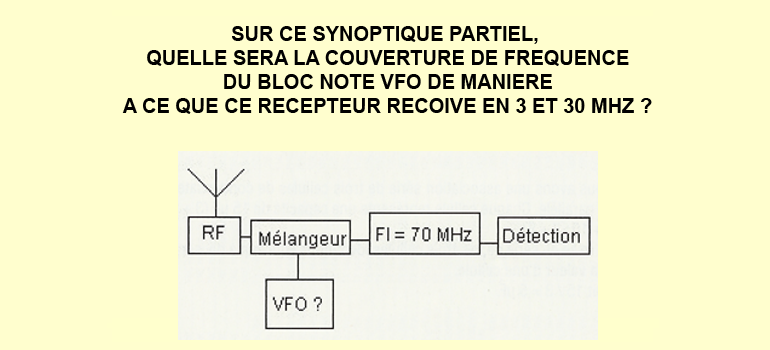 SUR CE SYNOPTIQUE PARTIEL,
QUELLE SERA LA COUVERTURE DE FREQUENCE
DU BLOC NOTE VFO DE MANIERE
A CE QUE CE RECEPTEUR RECOIVE EN 3 ET 30 MHZ ?
RF
Mélangeur
FI = 70 MHz
Détection
VFO ?